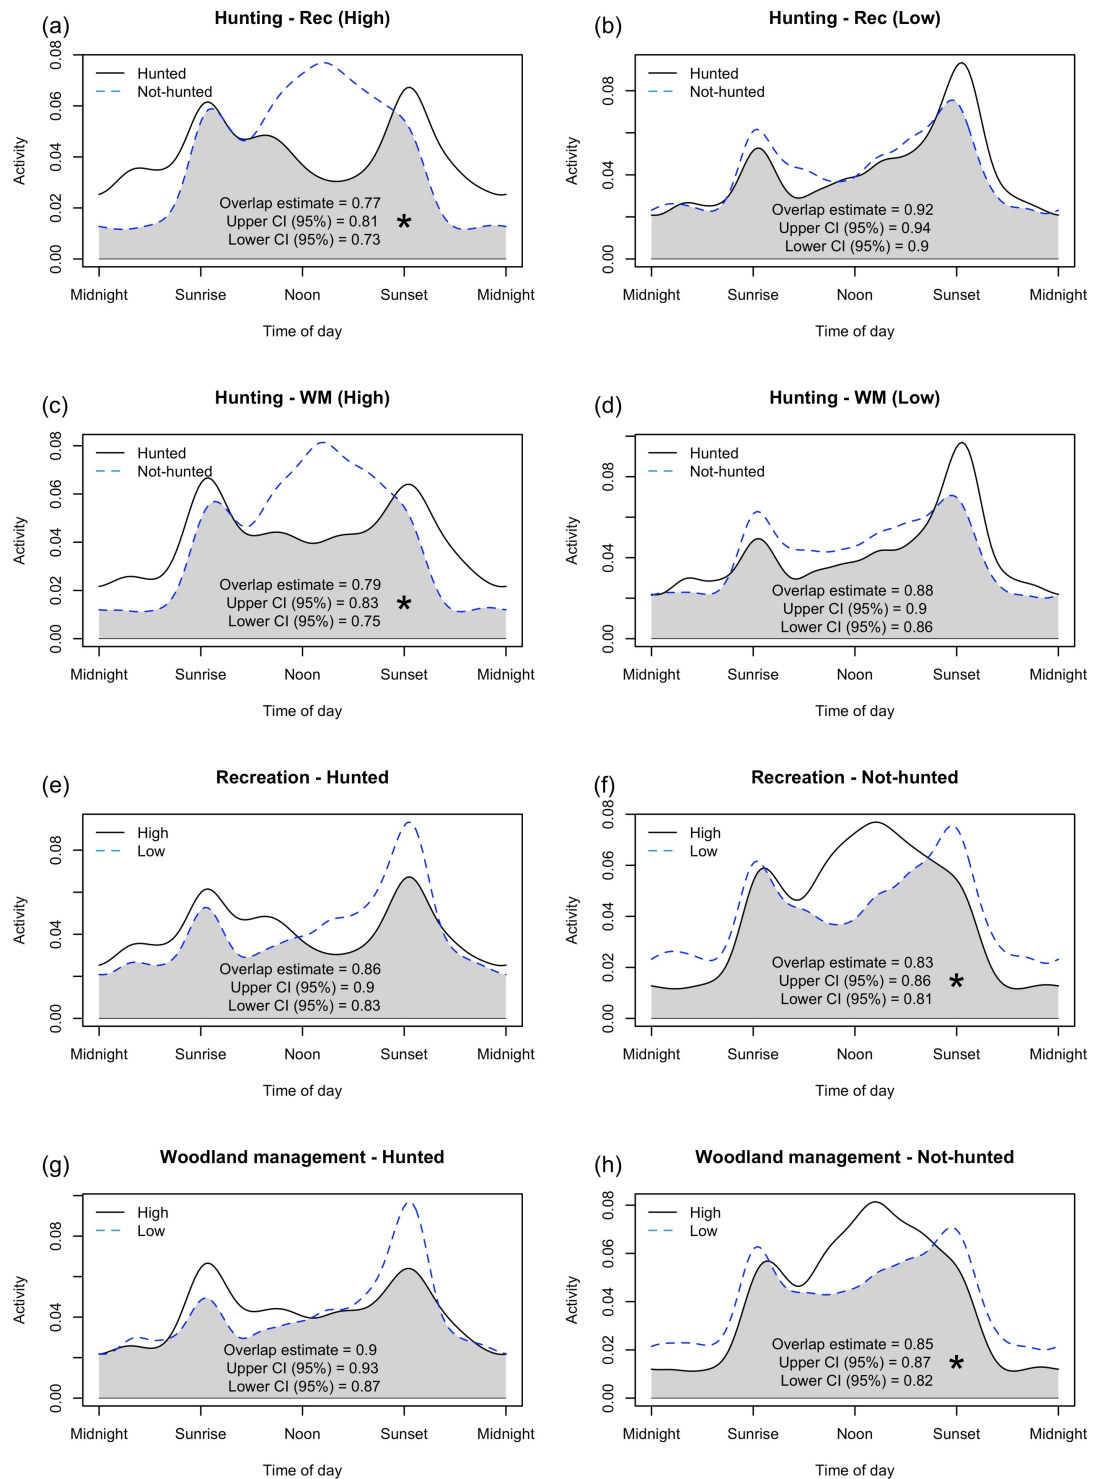 (a)
Hunting - Rec (High)
Activity
0.00 0.02 0.04 0.06 0.08
Hunted
Not-hunted
Overlap estimate = 0.77
Upper CI (95%) = 0.81
Lower CI (95%) = 0.73
*
Midnight Sunrise Noon Sunset Midnight
Time of day
(b)
Hunting - Rec (Low)
Activity
0.00 0.04 0.08
Hunted
Not-hunted
Overlap estimate = 0.92
Upper CI (95%) = 0.94
Lower CI (95%) = 0.9
Midnight Sunrise Noon Sunset Midnight
Time of day
(c)
Hunting - WM (High)
Activity
0.00 0.02 0.04 0.06 0.08
Hunted
Not-hunted
Overlap estimate = 0.79
Upper CI (95%) = 0.83
Lower CI (95%) = 0.75
*
Midnight Sunrise Noon Sunset Midnight
Time of day
(d)
Hunting - WM (Low)
Activity
0.00 0.04 0.08
Hunted
Not-hunted
Overlap estimate = 0.88
Upper CI (95%) = 0.9
Lower CI (95%) = 0.86
Midnight Sunrise Noon Sunset Midnight
Time of day
(e)
Recreation - Hunted
Activity
0.00 0.04 0.08
High
Low
Overlap estimate = 0.86
Upper CI (95%) = 0.9
Lower CI (95%) = 0.83
Midnight Sunrise Noon Sunset Midnight
Time of day
(f)
Recreation - Not-hunted
Activity
0.00 0.02 0.04 0.06 0.08
High
Low
Overlap estimate = 0.83
Upper CI (95%) = 0.86
Lower CI (95%) = 0.81
*
Midnight Sunrise Noon Sunset Midnight
Time of day
(g)
Woodland management - Hunted
Activity
0.00 0.04 0.08
High
Low
Overlap estimate = 0.9
Upper CI (95%) = 0.93
Lower CI (95%) = 0.87
Midnight Sunrise Noon Sunset Midnight
Time of day
(h)
Woodland management - Not-hunted
Activity
0.00 0.02 0.04 0.06 0.08
High
Low
Overlap estimate = 0.85
Upper CI (95%) = 0.87
Lower CI (95%) = 0.82
*
Midnight Sunrise Noon Sunset Midnight
Time of day